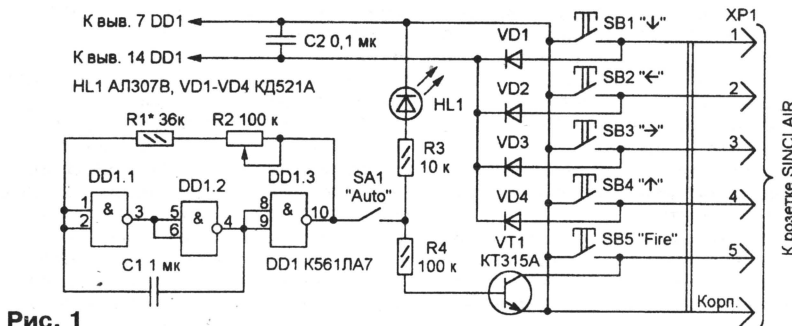 К выв. 7 DD1
К выв. 14 DD1
C2 0,1 мк
HL1 АЛ307В, VD1-VD4 КД521А
R1* 36к
R2 100 к
DD1.1
DD1.2
DD1.3
&
&
&
1
2
3
5
6
4
8
9
10
C1 1 мк
DD1 К561ЛА7
SA1
"Auto"
HL1
R3
10 к
R4
100 к
VD1
VD2
VD3
VD4
VT1
КТ315А
SB1 "↓"
SB2 "←"
SB3 "→"
SB4 "↑"
SB5 "Fire"
XP1
1
2
3
4
5
Корп.
К розетке SINCLAIR
Рис. 1